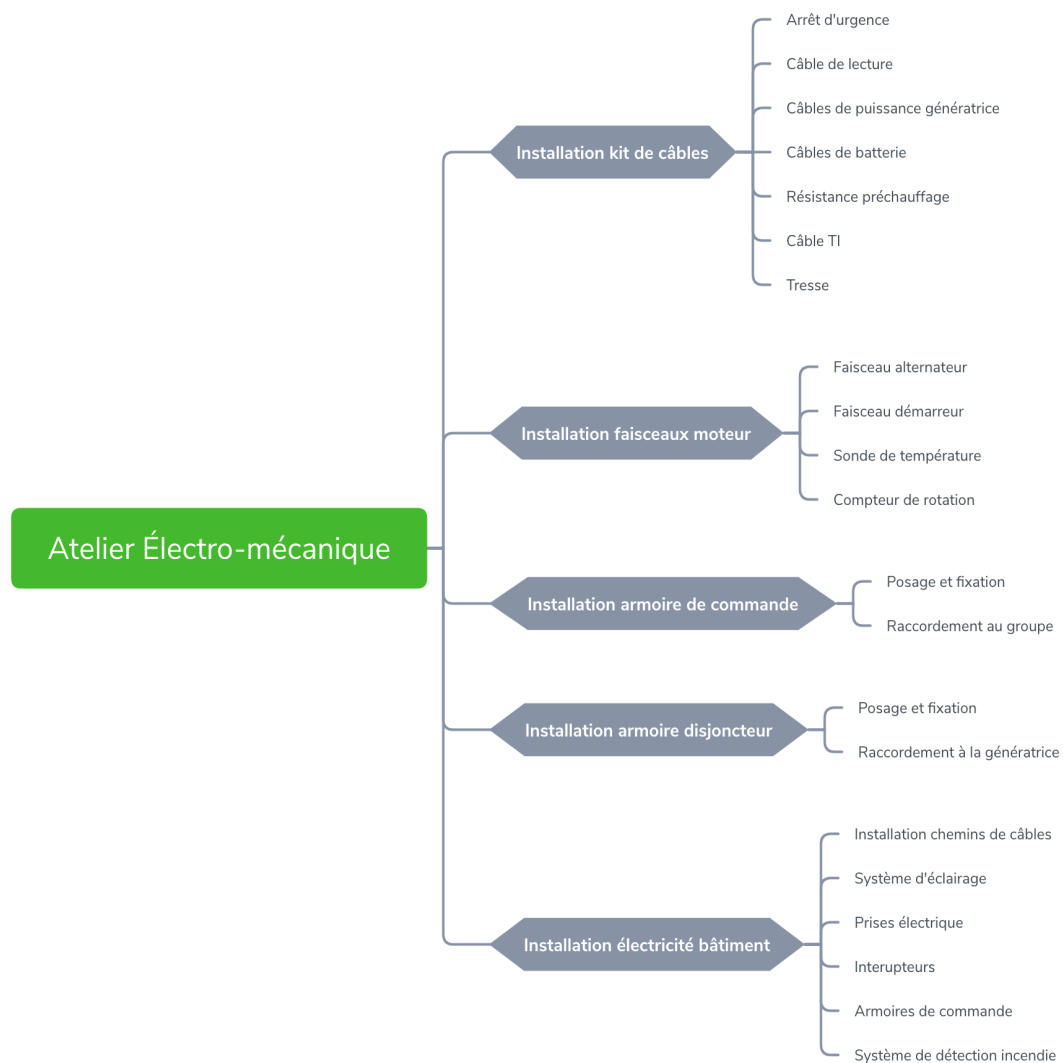 Atelier Électro-mécanique
Installation kit de câbles
Arrêt d'urgence
Câble de lecture
Câbles de puissance génératrice
Câbles de batterie
Résistance préchauffage
Câble TI
Tresse
Installation faisceaux moteur
Faisceau alternateur
Faisceau démarreur
Sonde de température
Compteur de rotation
Installation armoire de commande
Posage et fixation
Raccordement au groupe
Installation armoire disjoncteur
Posage et fixation
Raccordement à la génératrice
Installation électricité bâtiment
Installation chemins de câbles
Système d'éclairage
Prises électrique
Interupteurs
Armoires de commande
Système de détection incendie